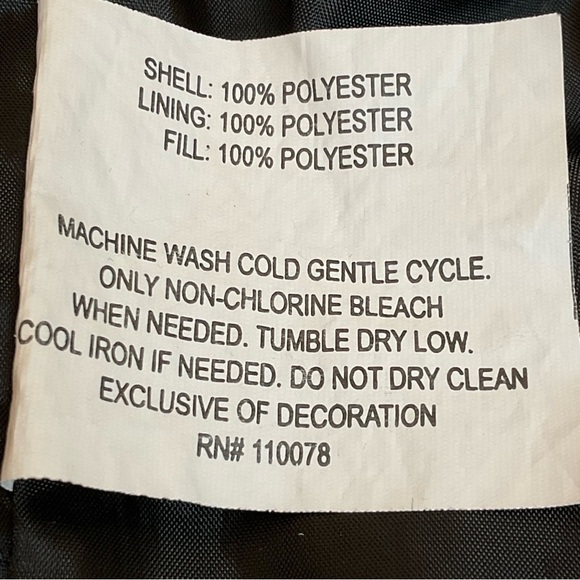 SHELL: 100% POLYESTER
LINING: 100% POLYESTER
FILL: 100% POLYESTER
MACHINE WASH COLD GENTLE CYCLE.
ONLY NON-CHLORINE BLEACH
WHEN NEEDED. TUMBLE DRY LOW.
COOL IRON IF NEEDED. DO NOT DRY CLEAN
EXCLUSIVE OF DECORATION
RN# 110078